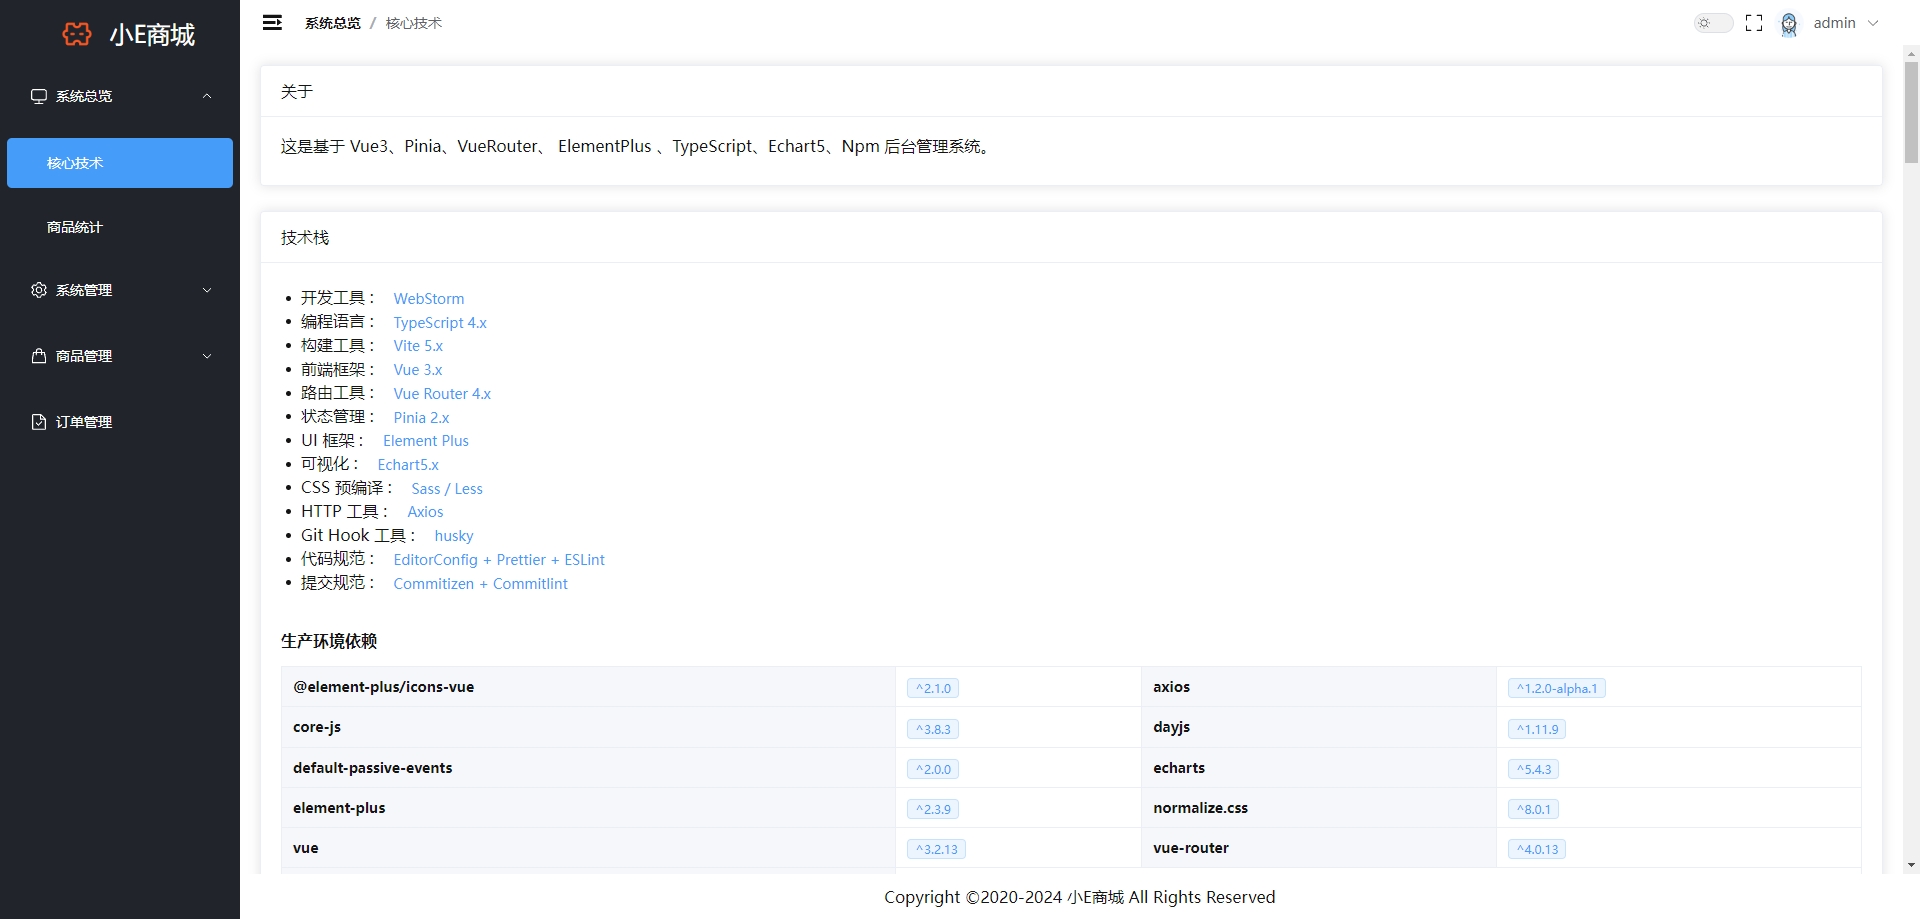 小E商城
系统总览
核心技术
商品统计
系统管理
商品管理
订单管理
系统总览 / 核心技术
admin
关于
这是基于 Vue3、Pinia、VueRouter、 ElementPlus 、TypeScript、Echart5、Npm 后台管理系统。
技术栈
• 开发工具： WebStorm
• 编程语言： TypeScript 4.x
• 构建工具： Vite 5.x
• 前端框架： Vue 3.x
• 路由工具： Vue Router 4.x
• 状态管理： Pinia 2.x
• UI 框架： Element Plus
• 可视化： Echart5.x
• CSS 预编译： Sass / Less
• HTTP 工具： Axios
• Git Hook 工具： husky
• 代码规范： EditorConfig + Prettier + ESLint
• 提交规范： Commitizen + Commitlint
生产环境依赖
@element-plus/icons-vue ^2.1.0 axios ^1.2.0-alpha.1
core-js ^3.8.3 dayjs ^1.11.9
default-passive-events ^2.0.0 echarts ^5.4.3
element-plus ^2.3.9 normalize.css ^8.0.1
vue ^3.2.13 vue-router ^4.0.13
Copyright ©2020-2024 小E商城 All Rights Reserved